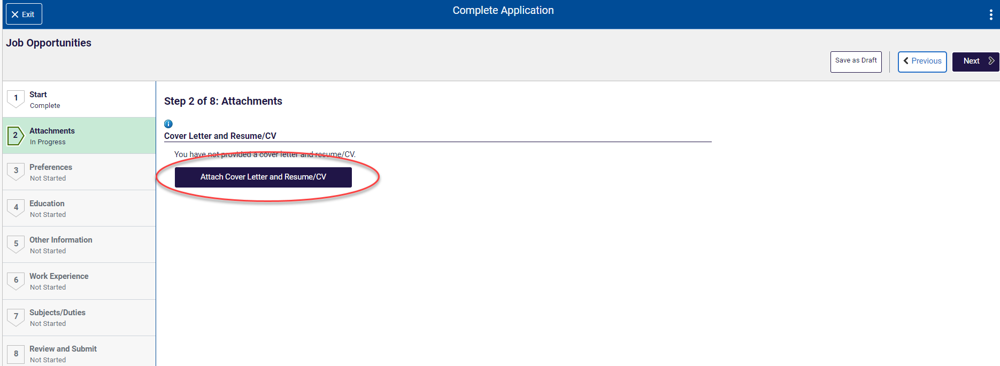 Exit
Complete Application
Job Opportunities
Save as Draft
Previous
Next
1
Start
Complete
2
Attachments
In Progress
3
Preferences
Not Started
4
Education
Not Started
5
Other Information
Not Started
6
Work Experience
Not Started
7
Subjects/Duties
Not Started
8
Review and Submit
Not Started
Step 2 of 8: Attachments
i
Cover Letter and Resume/CV
You have not provided a cover letter and resume/CV.
Attach Cover Letter and Resume/CV